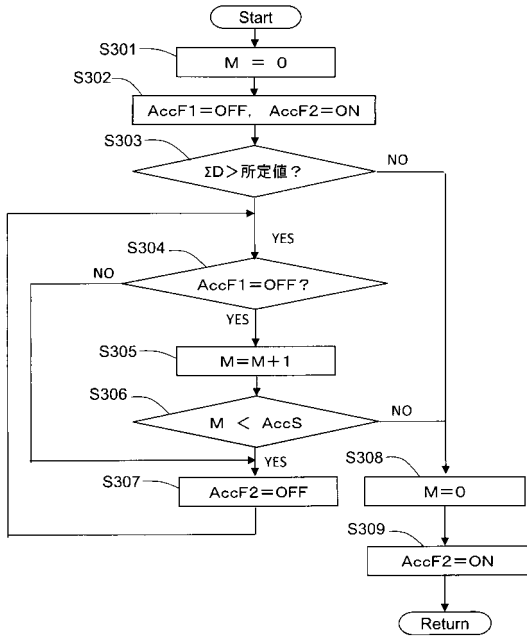 Start
S301
M = 0
S302
AccF1=OFF, AccF2=ON
S303
ΣD>所定値?
NO
YES
S304
NO
AccF1=OFF?
YES
S305
M=M+1
S306
M < AccS
NO
YES
S307
AccF2=OFF
S308
M=0
S309
AccF2=ON
Return